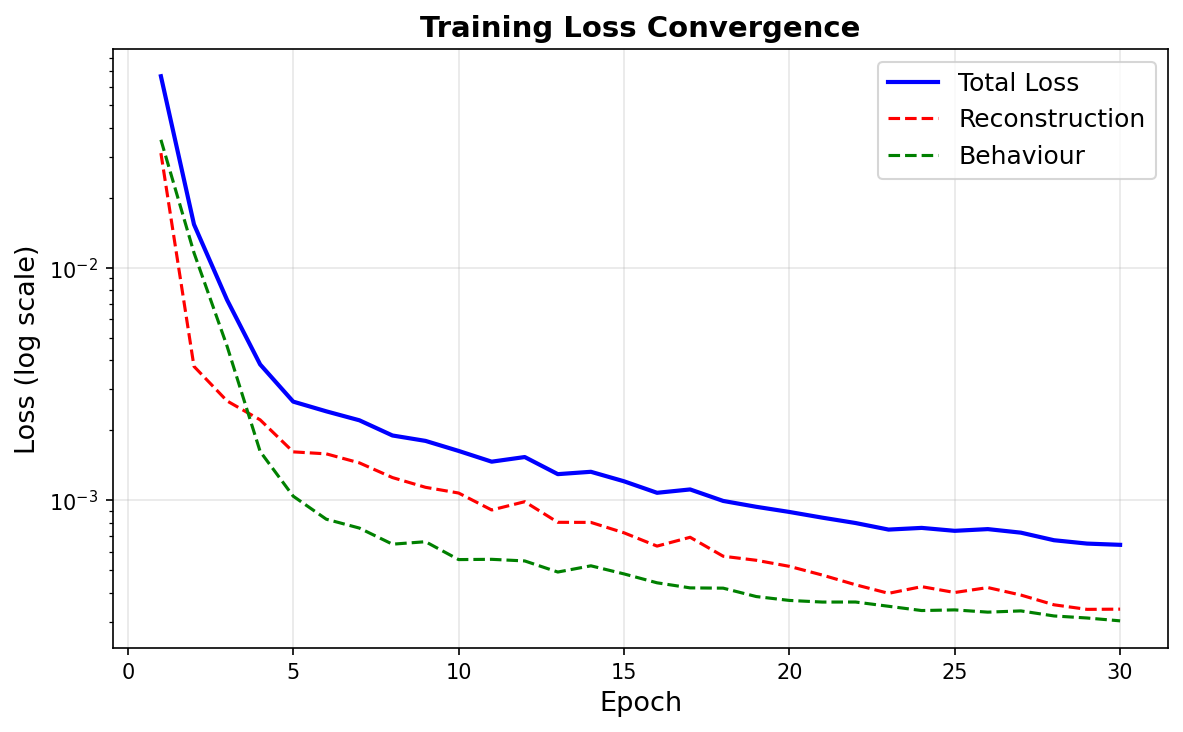 Training Loss Convergence
Total Loss
Reconstruction
Behaviour
Loss (log scale)
10⁻²
10⁻³
0 5 10 15 20 25 30
Epoch